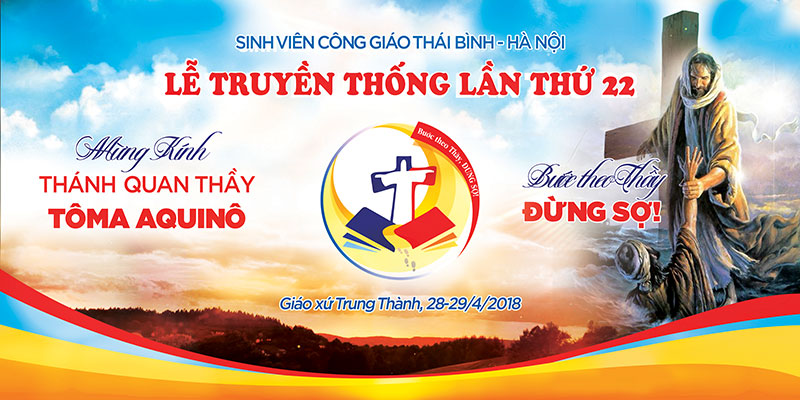 SINH VIÊN CÔNG GIÁO THÁI BÌNH - HÀ NỘI
LỄ TRUYỀN THỐNG LẦN THỨ 22
Mừng Kính
THÁNH QUAN THẦY
TÔMA AQUINÔ
Bước theo Thầy, ĐỪNG SỢ!
Bước theo Thầy
ĐỪNG SỢ!
Giáo xứ Trung Thành, 28-29/4/2018